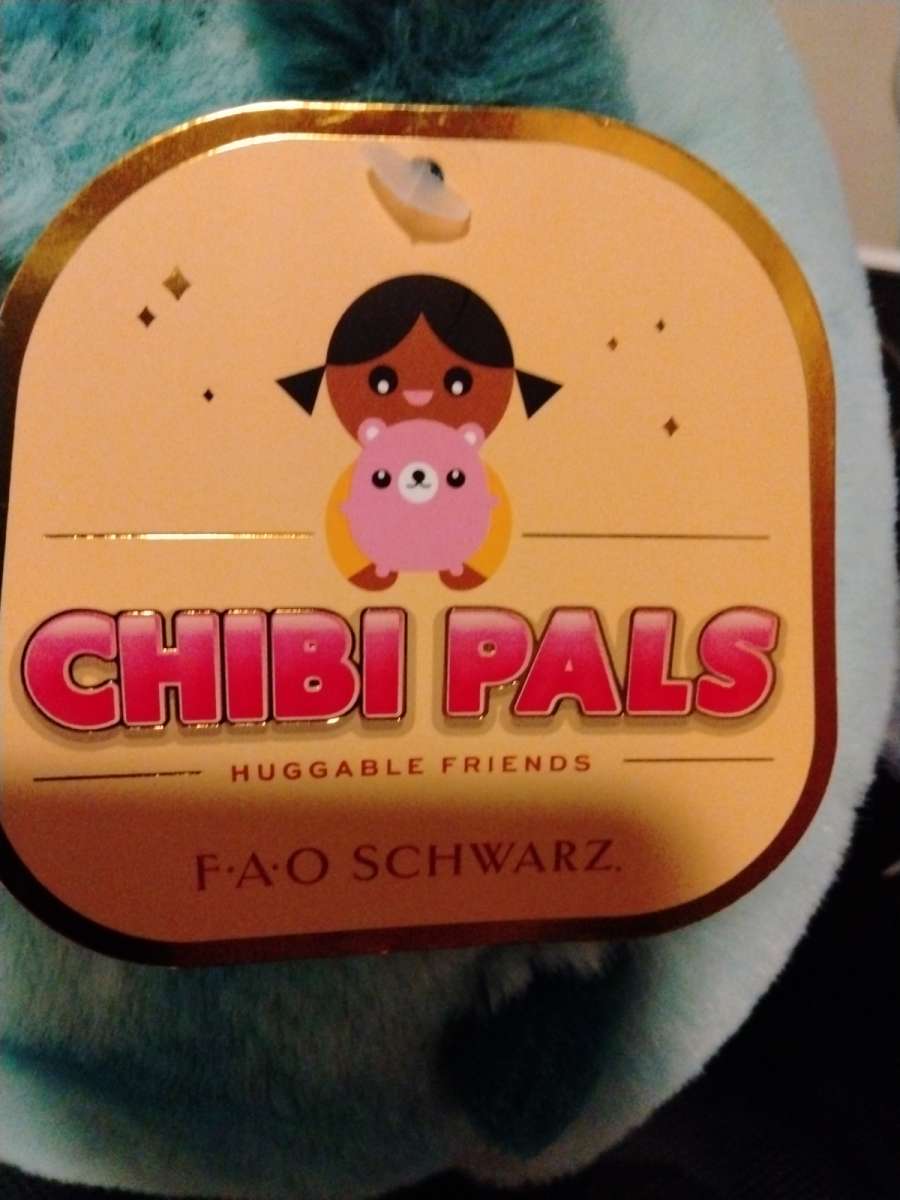 CHIBI PALS
HUGGABLE FRIENDS
F·A·O SCHWARZ.